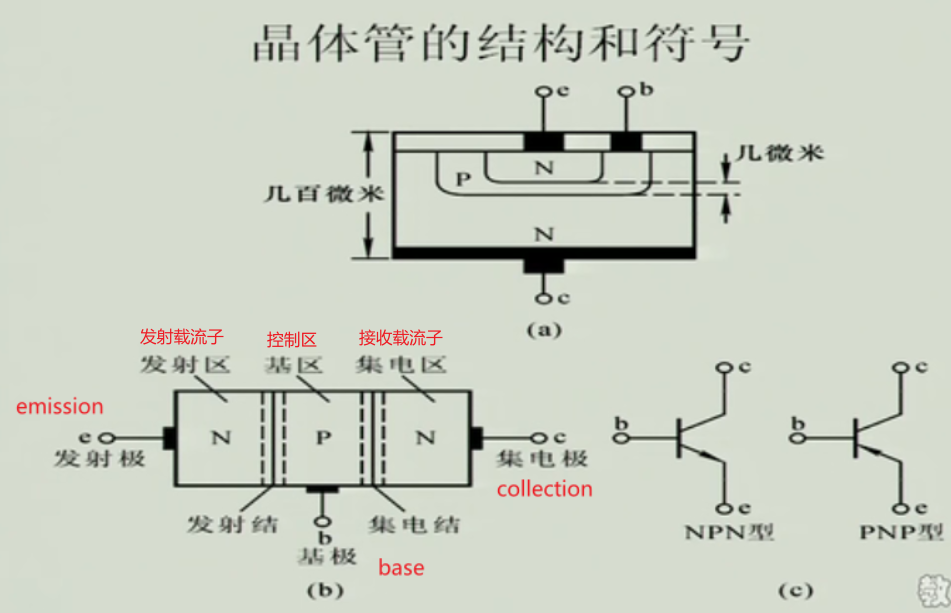 晶体管的结构和符号
e
b
几微米
P
N
几百微米
N
c
(a)
发射载流子
控制区
接收载流子
发射区
基区
集电区
emission
e
N
P
N
c
发射极
集电极
collection
发射结
集电结
b
基极
base
(b)
c
b
e
NPN型
c
b
e
PNP型
(c)